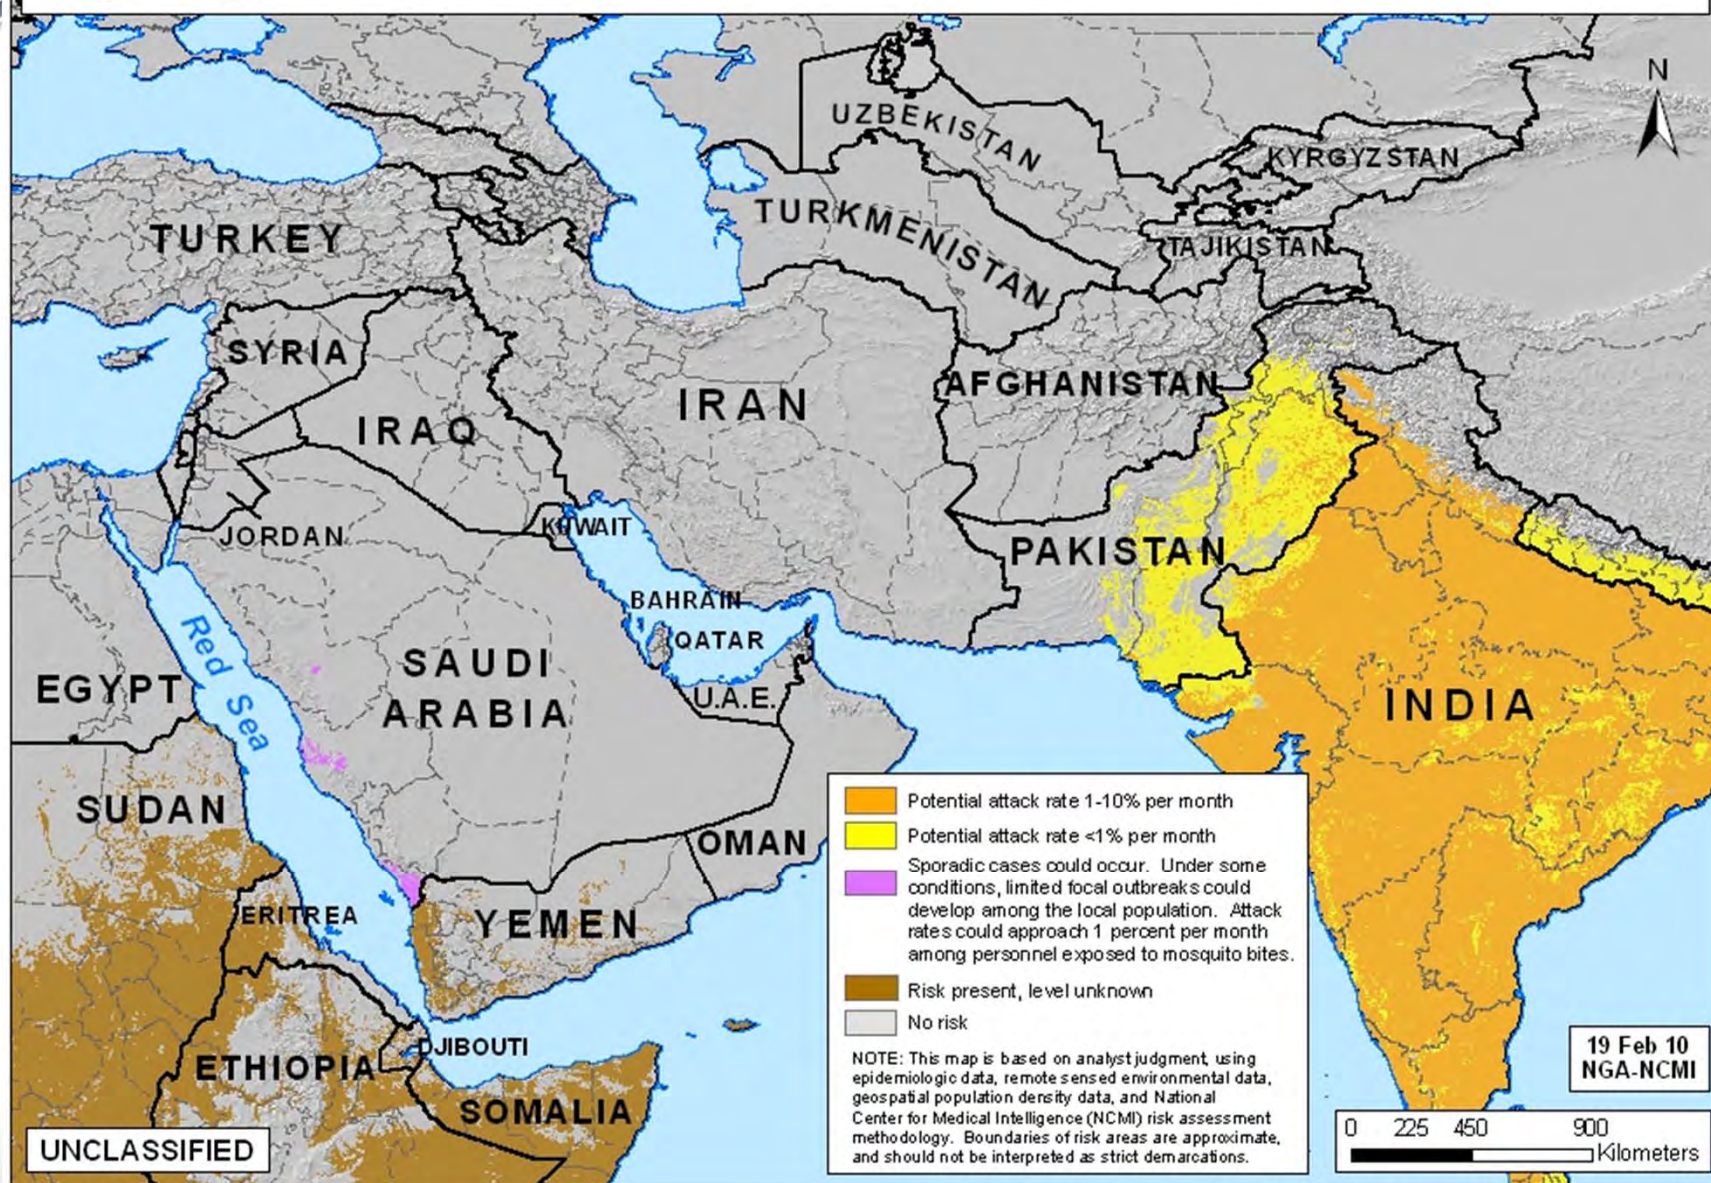 UZBEKISTAN
KYRGYZSTAN
N
TURKEY
TURKMENISTAN
TAJIKISTAN
SYRIA
IRAQ
IRAN
AFGHANISTAN
JORDAN
KUWAIT
PAKISTAN
BAHRAIN
QATAR
Red Sea
SAUDI
ARABIA
U.A.E.
EGYPT
INDIA
SUDAN
OMAN
ERITREA
YEMEN
ETHIOPIA
DJIBOUTI
SOMALIA
UNCLASSIFIED
Potential attack rate 1-10% per month
Potential attack rate <1% per month
Sporadic cases could occur. Under some
conditions, limited focal outbreaks could
develop among the local population. Attack
rates could approach 1 percent per month
among personnel exposed to mosquito bites.
Risk present, level unknown
No risk
NOTE: This map is based on analyst judgment, using
epidemiologic data, remote sensed environmental data,
geospatial population density data, and National
Center for Medical Intelligence (NCMI) risk assessment
methodology. Boundaries of risk areas are approximate,
and should not be interpreted as strict demarcations.
19 Feb 10
NGA-NCMI
0 225 450 900
Kilometers